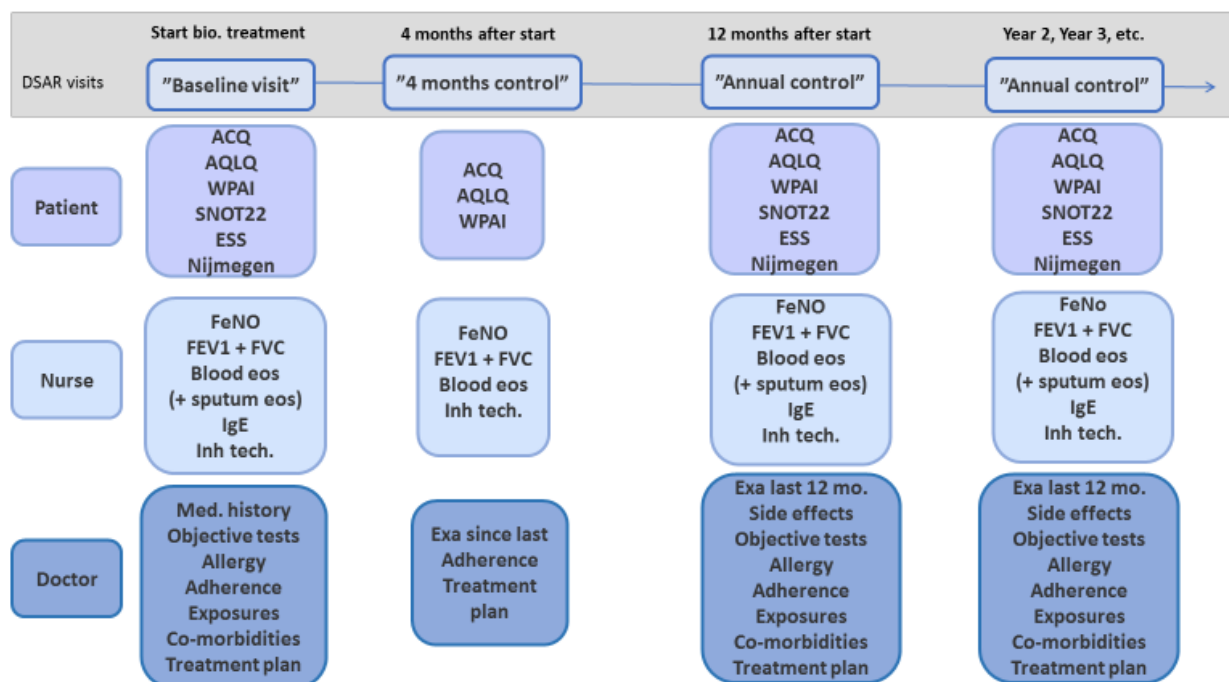 Start bio. treatment
4 months after start
12 months after start
Year 2, Year 3, etc.
DSAR visits
"Baseline visit"
"4 months control"
"Annual control"
"Annual control"
Patient
ACQ
AQLQ
WPAI
SNOT22
ESS
Nijmegen
ACQ
AQLQ
WPAI
ACQ
AQLQ
WPAI
SNOT22
ESS
Nijmegen
ACQ
AQLQ
WPAI
SNOT22
ESS
Nijmegen
Nurse
FeNO
FEV1 + FVC
Blood eos
(+ sputum eos)
IgE
Inh tech.
FeNO
FEV1 + FVC
Blood eos
Inh tech.
FeNO
FEV1 + FVC
Blood eos
(+ sputum eos)
IgE
Inh tech.
FeNo
FEV1 + FVC
Blood eos
(+ sputum eos)
IgE
Inh tech.
Doctor
Med. history
Objective tests
Allergy
Adherence
Exposures
Co-morbidities
Treatment plan
Exa since last
Adherence
Treatment
plan
Exa last 12 mo.
Side effects
Objective tests
Allergy
Adherence
Exposures
Co-morbidities
Treatment plan
Exa last 12 mo.
Side effects
Objective tests
Allergy
Adherence
Exposures
Co-morbidities
Treatment plan